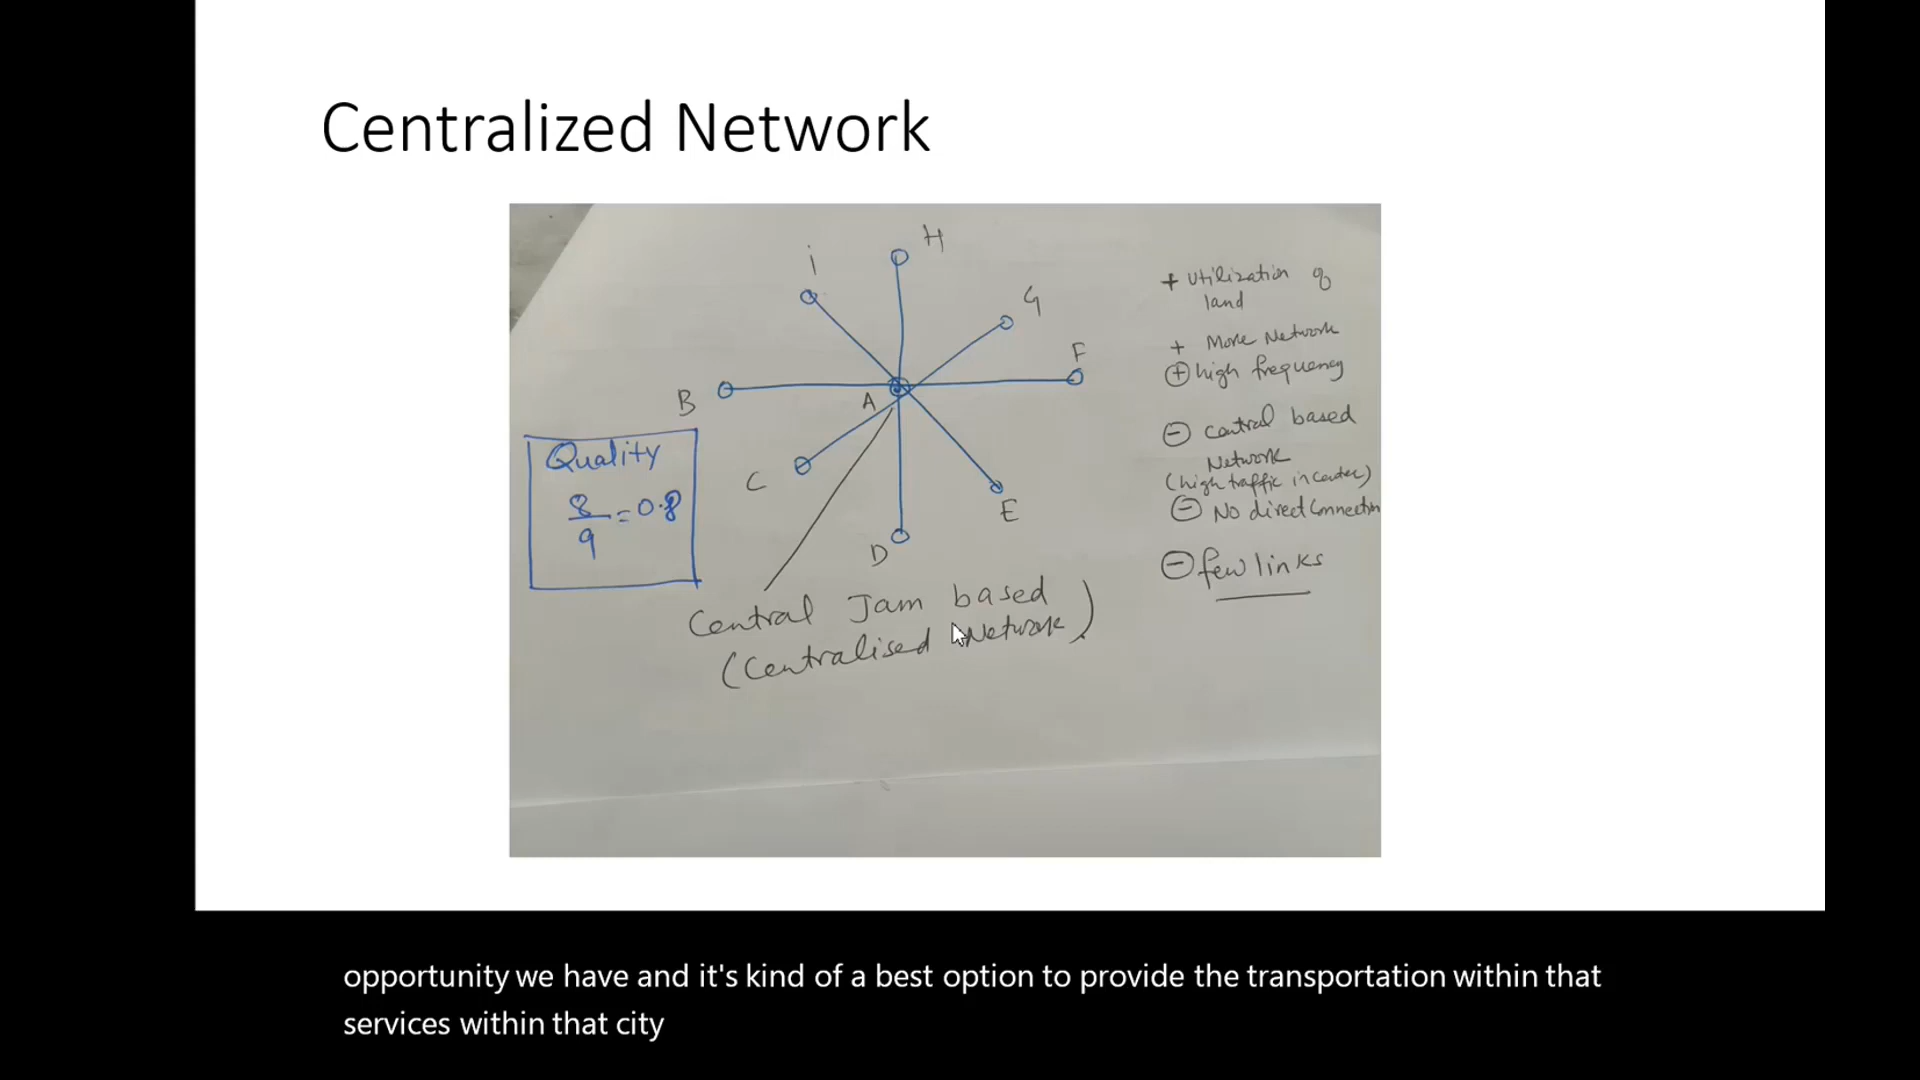 Centralized Network
H
i
G
F
B
A
C
E
D
Quality
8
9
=0.8
Central Jam based
(Centralised Network)
+ Utilization of
land
+ More Network
+ high frequency
- central based
Network
(high traffic in center)
- No direct Connection
- few links
opportunity we have and it's kind of a best option to provide the transportation within that
services within that city